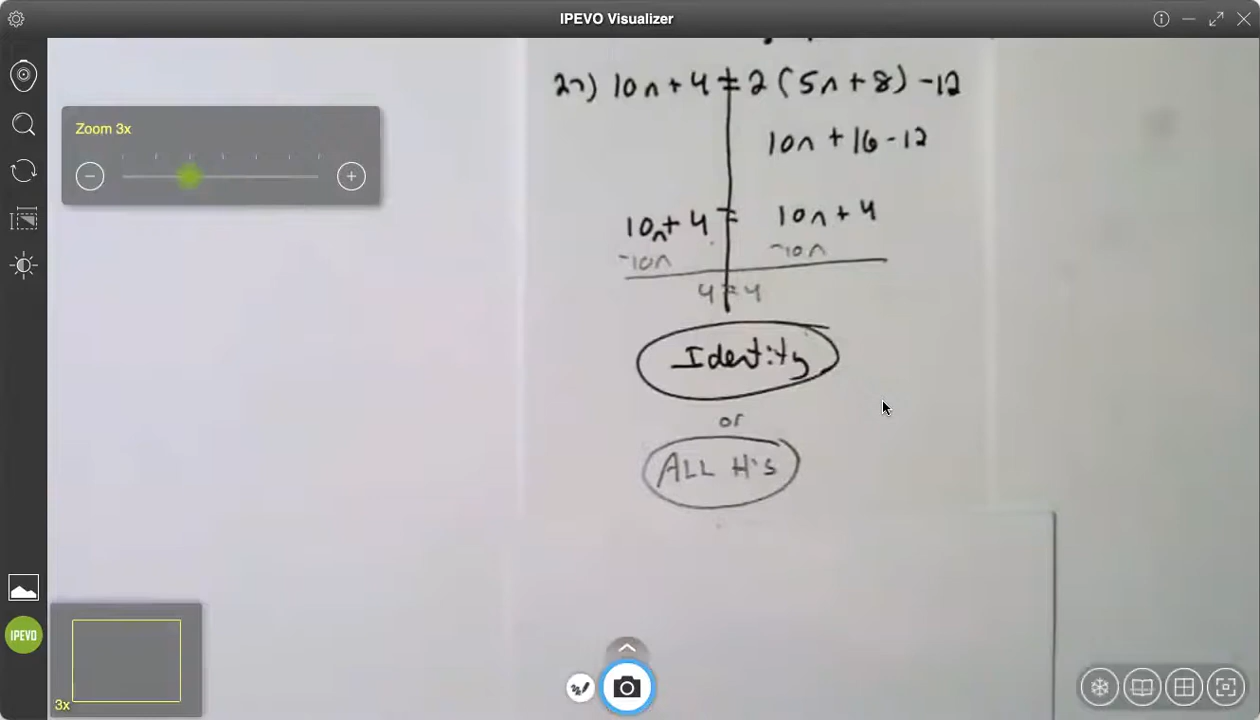 IPEVO Visualizer
Zoom 3x
27) 10n + 4 = 2 (5n + 8) - 12
10n + 16 - 12
10n + 4 = 10n + 4
-10n -10n
4 = 4
Identity
or
ALL #'s
IPEVO
3x